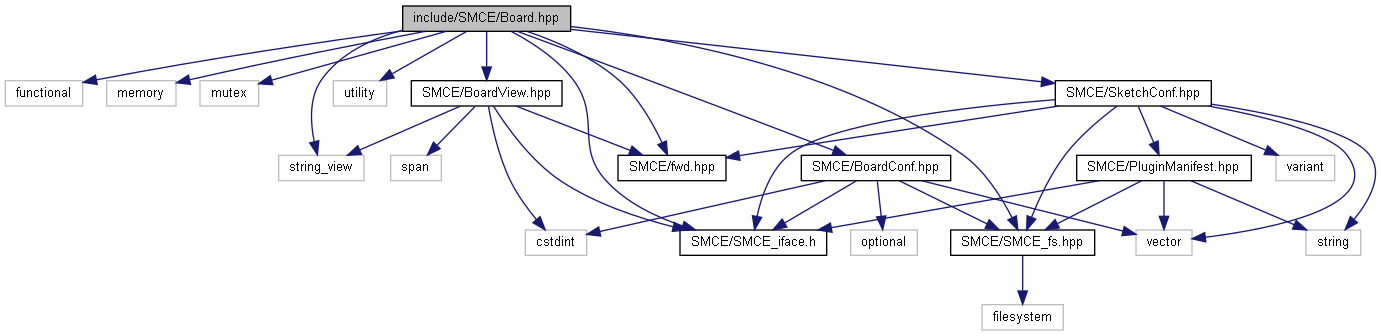 include/SMCE/Board.hpp
functional
memory
mutex
utility
SMCE/BoardView.hpp
SMCE/SketchConf.hpp
string_view
span
SMCE/fwd.hpp
SMCE/BoardConf.hpp
SMCE/PluginManifest.hpp
variant
cstdint
SMCE/SMCE_iface.h
optional
SMCE/SMCE_fs.hpp
vector
string
filesystem